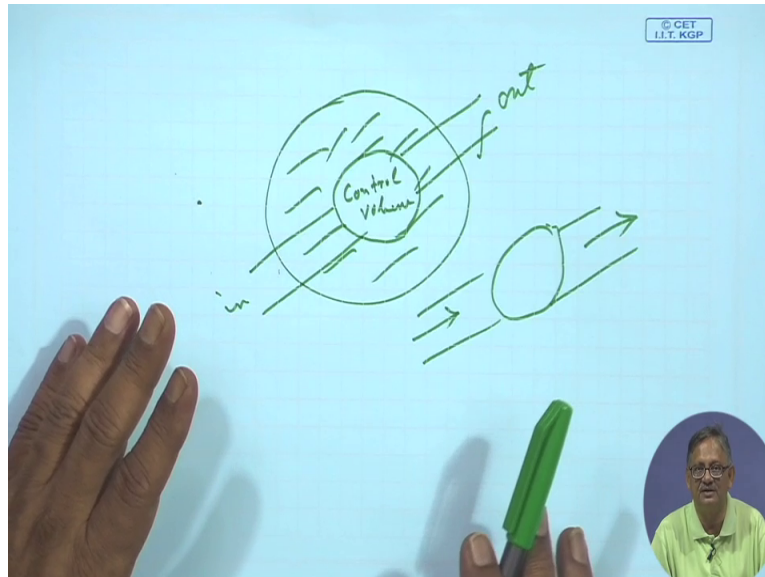 © CET
I.I.T. KGP
out
Control
Volume
in